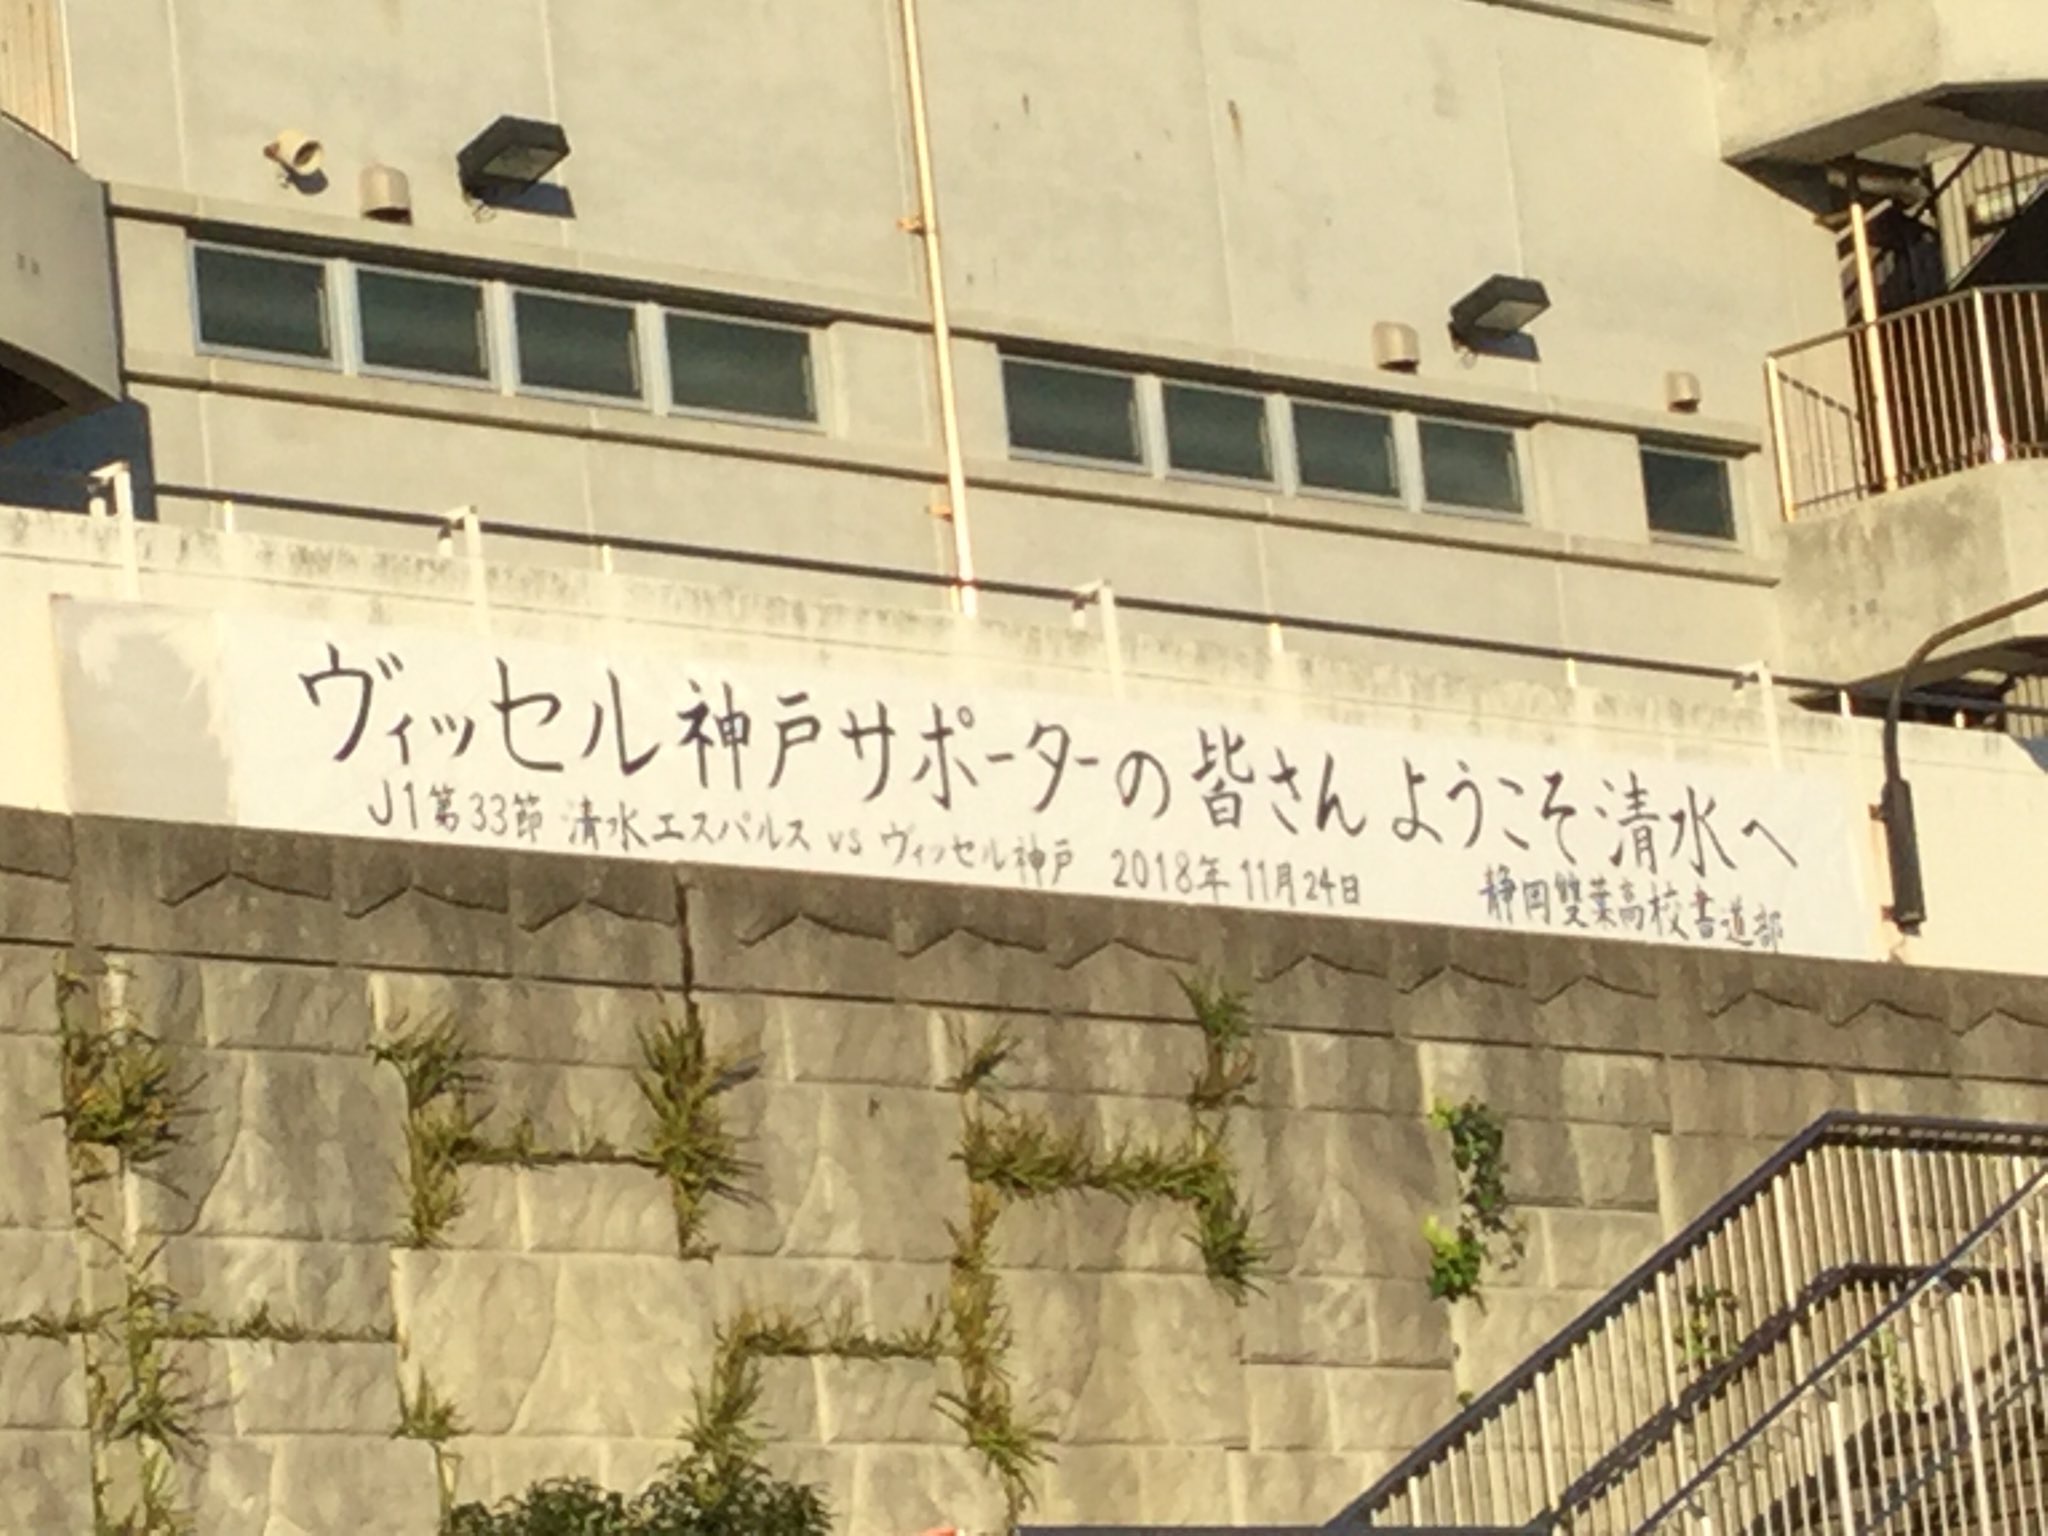 ヴィッセル神戸サポーターの皆さんようこそ清水へ
J1第33節 清水エスパルス vs ヴィッセル神戸 2018年11月24日
静岡雙葉高校書道部